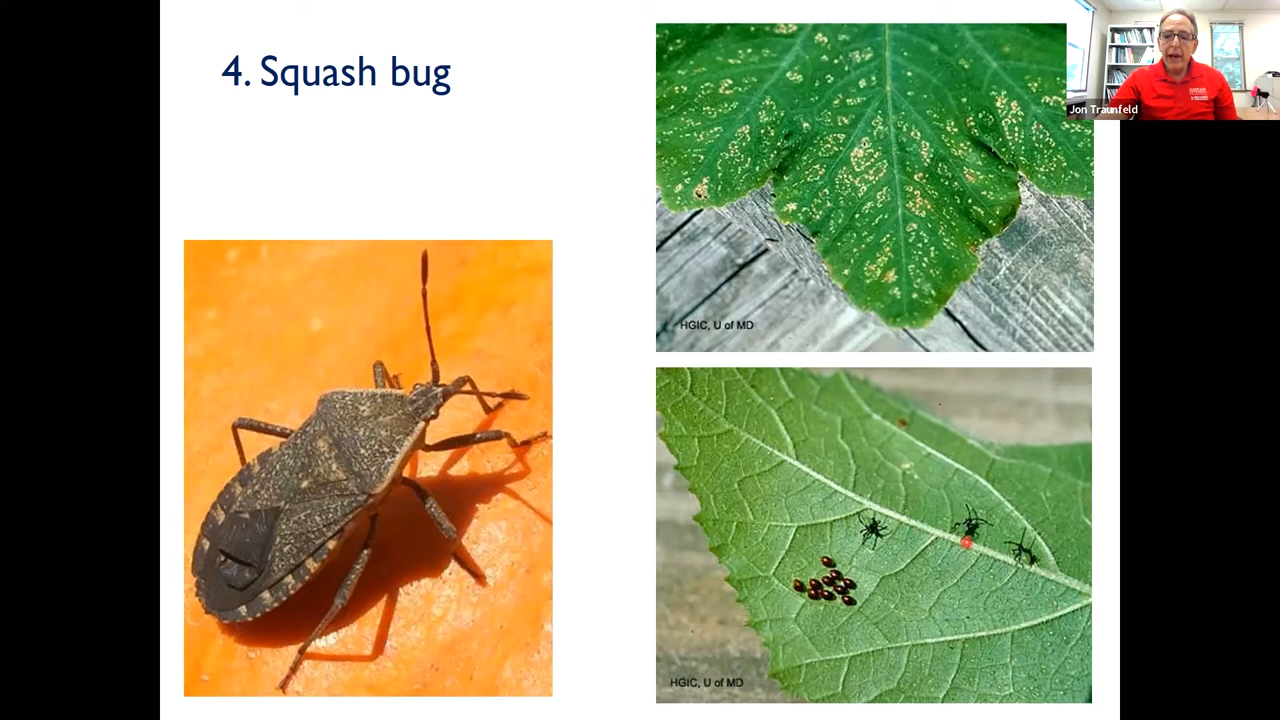 4. Squash bug
Jon Traunfeld
HGIC, U of MD
HGIC, U of MD